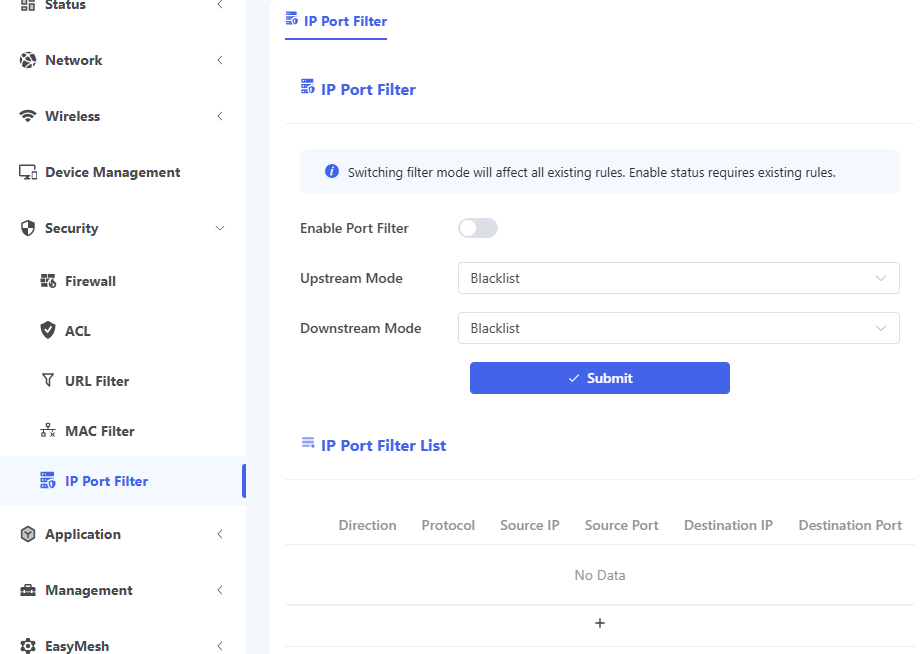 Status
Network
Wireless
Device Management
Security
Firewall
ACL
URL Filter
MAC Filter
IP Port Filter
Application
Management
EasyMesh
IP Port Filter
IP Port Filter
Switching filter mode will affect all existing rules. Enable status requires existing rules.
Enable Port Filter
Upstream Mode Blacklist
Downstream Mode Blacklist
Submit
IP Port Filter List
Direction Protocol Source IP Source Port Destination IP Destination Port
No Data
+